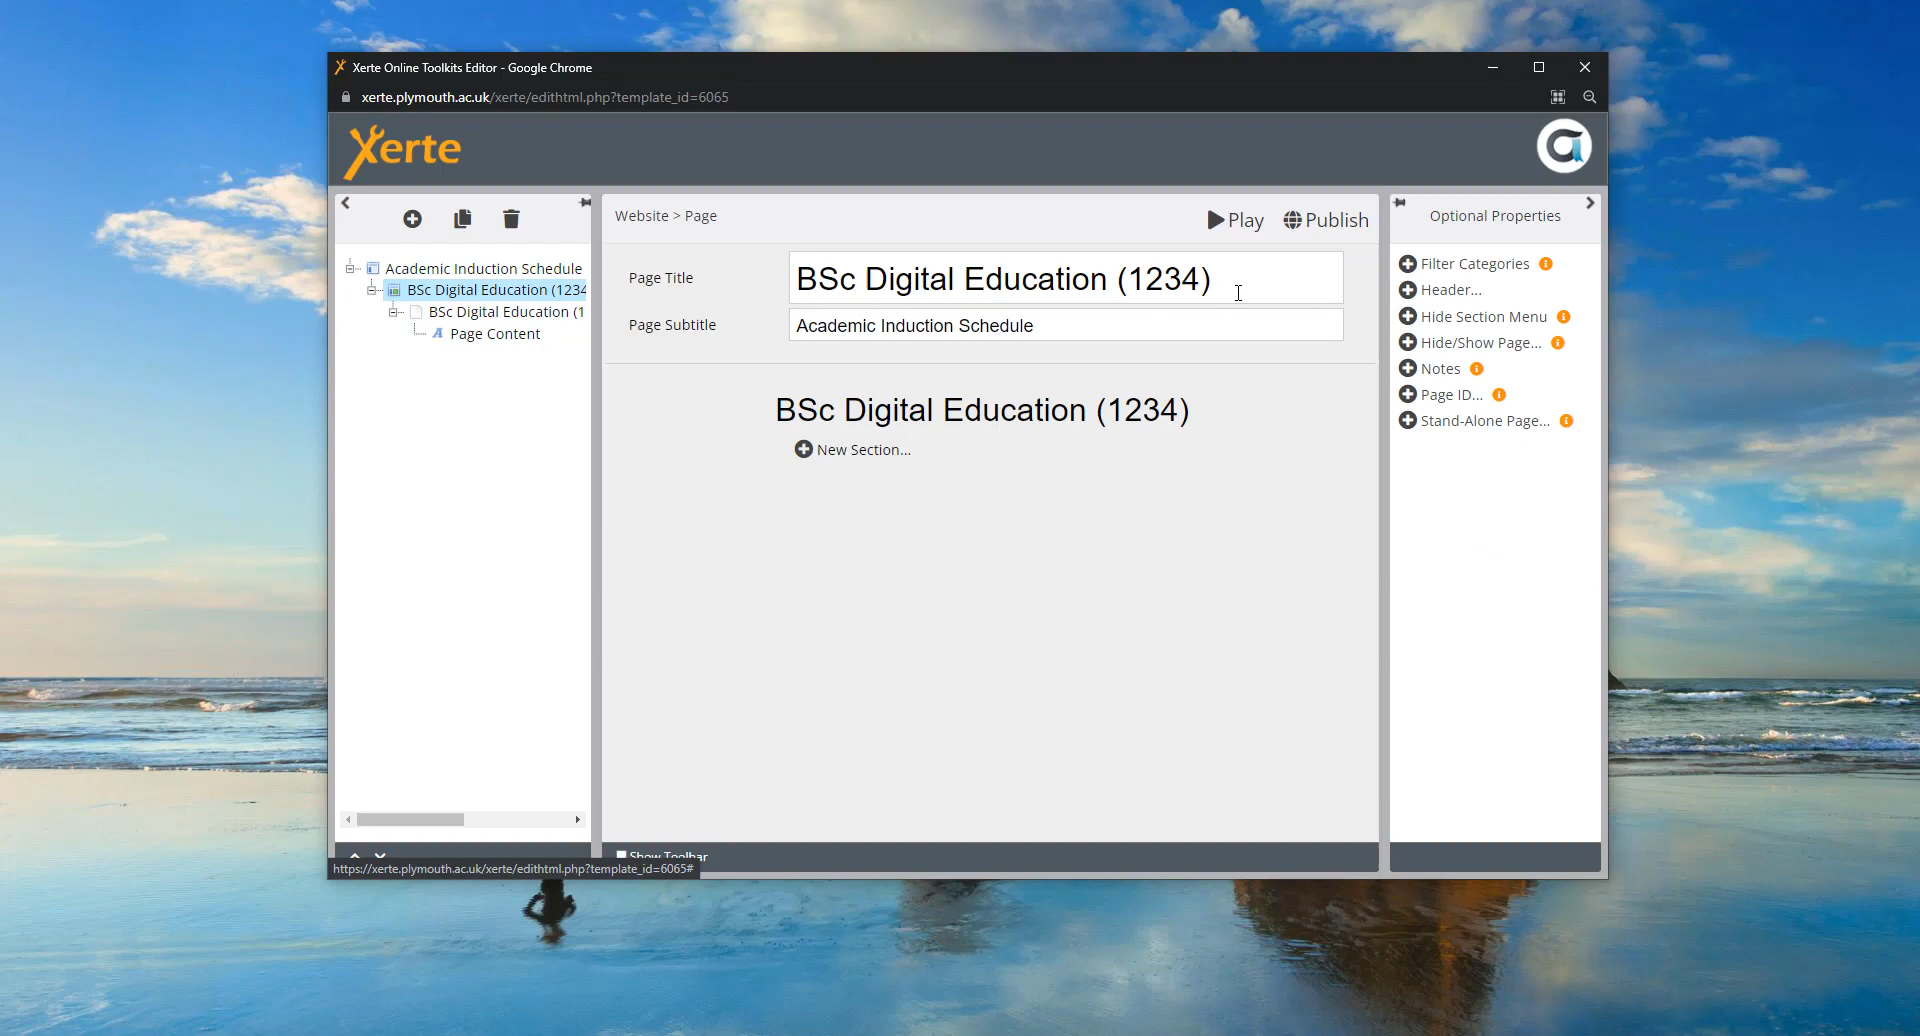 Xerte Online Toolkits Editor - Google Chrome
xerte.plymouth.ac.uk/xerte/edithtml.php?template_id=6065
Xerte
Website > Page
Play
Publish
Optional Properties
Academic Induction Schedule
BSc Digital Education (1234
BSc Digital Education (1
Page Content
Page Title
BSc Digital Education (1234)
Page Subtitle
Academic Induction Schedule
BSc Digital Education (1234)
New Section...
Filter Categories
Header...
Hide Section Menu
Hide/Show Page...
Notes
Page ID...
Stand-Alone Page...
Show Toolbar
https://xerte.plymouth.ac.uk/xerte/edithtml.php?template_id=6065#